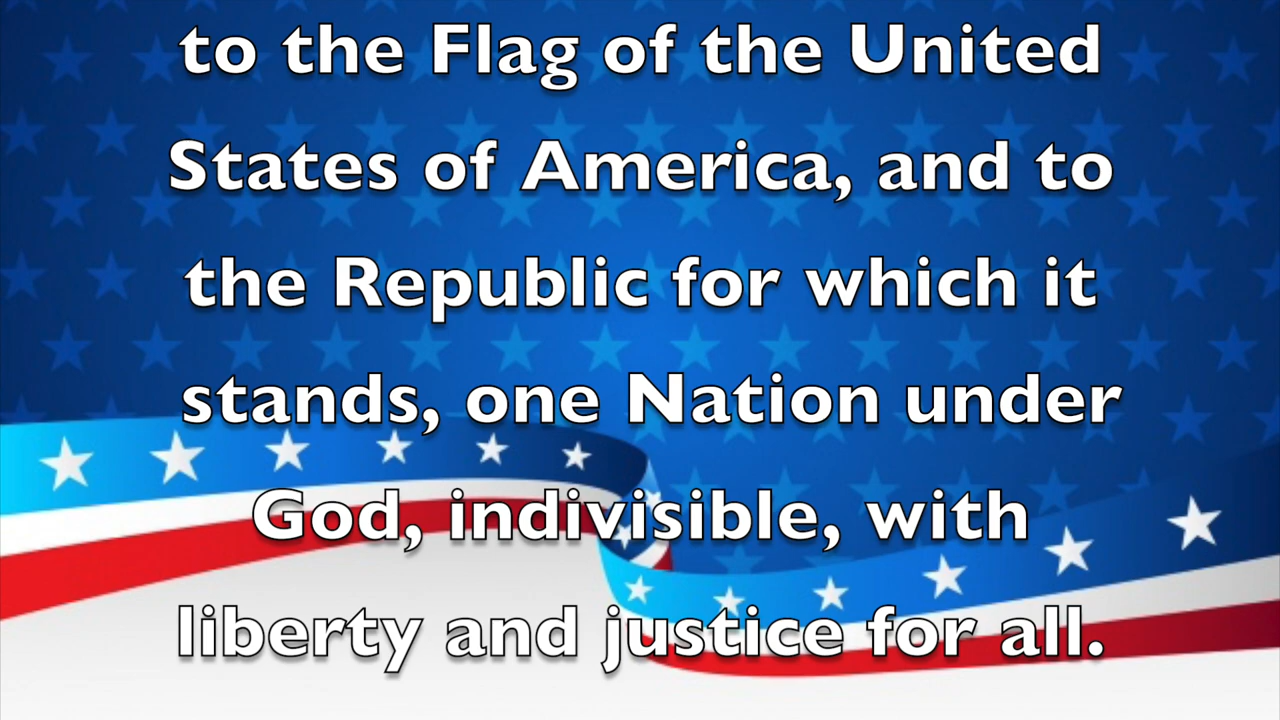 to the Flag of the United
States of America, and to
the Republic for which it
stands, one Nation under
God, indivisible, with
liberty and justice for all.